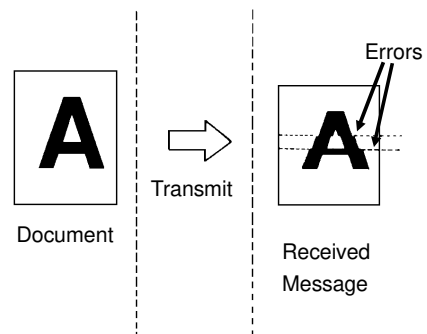 Errors
A
A
Transmit
Document
Received
Message